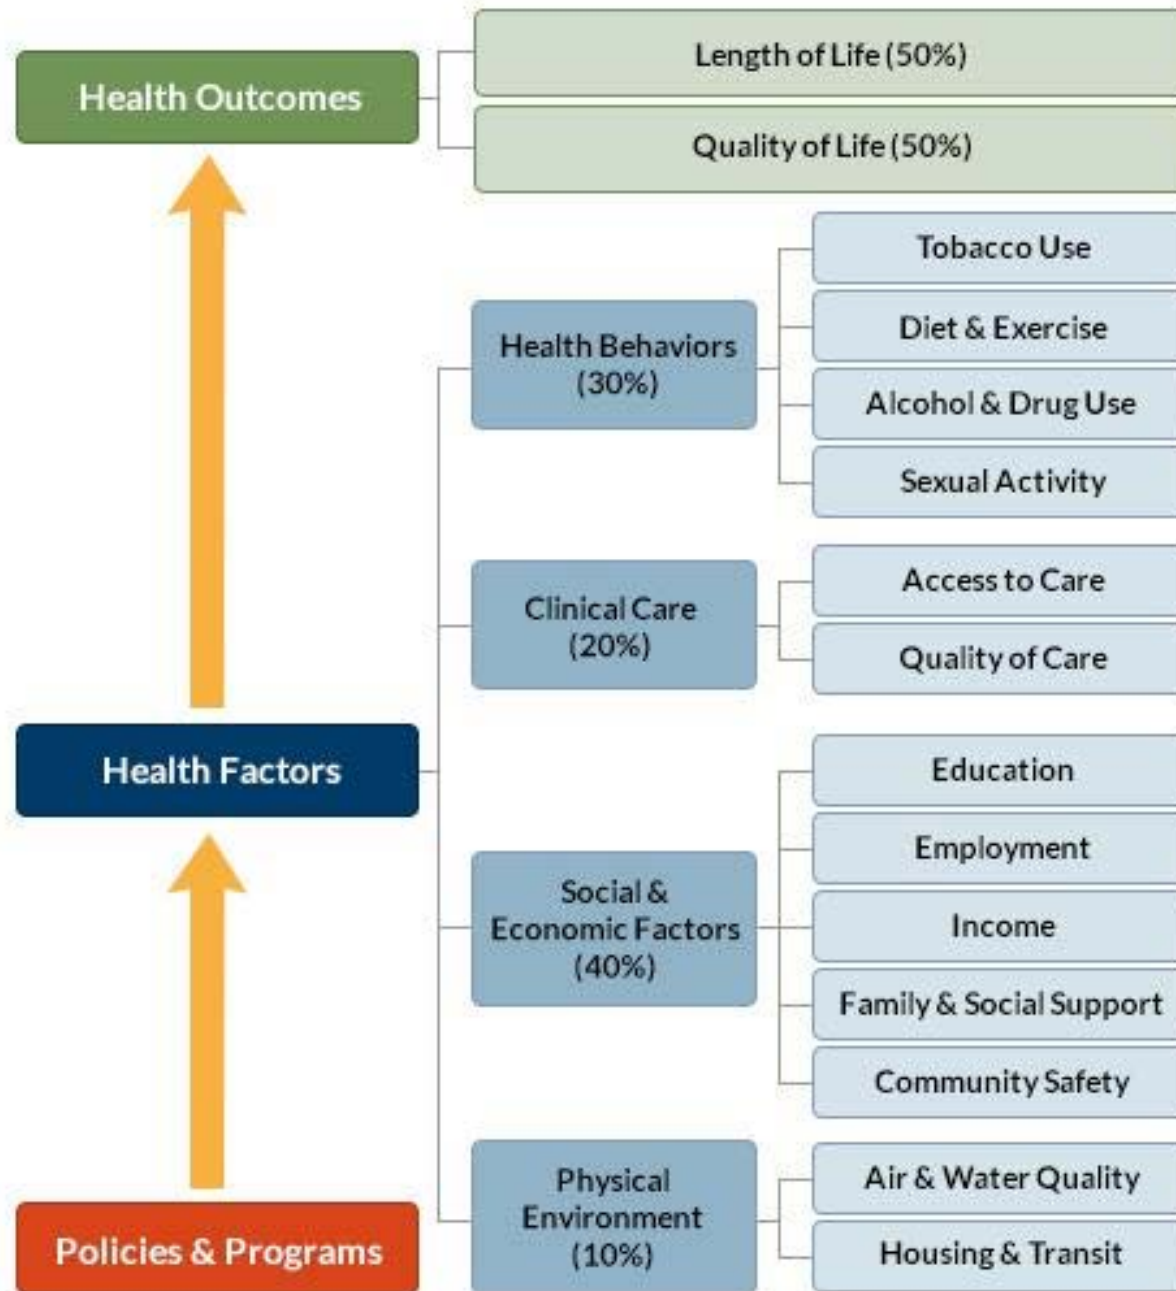 Health Outcomes
Length of Life (50%)
Quality of Life (50%)
Health Factors
Health Behaviors
(30%)
Tobacco Use
Diet & Exercise
Alcohol & Drug Use
Sexual Activity
Clinical Care
(20%)
Access to Care
Quality of Care
Social &
Economic Factors
(40%)
Education
Employment
Income
Family & Social Support
Community Safety
Physical
Environment
(10%)
Air & Water Quality
Housing & Transit
Policies & Programs